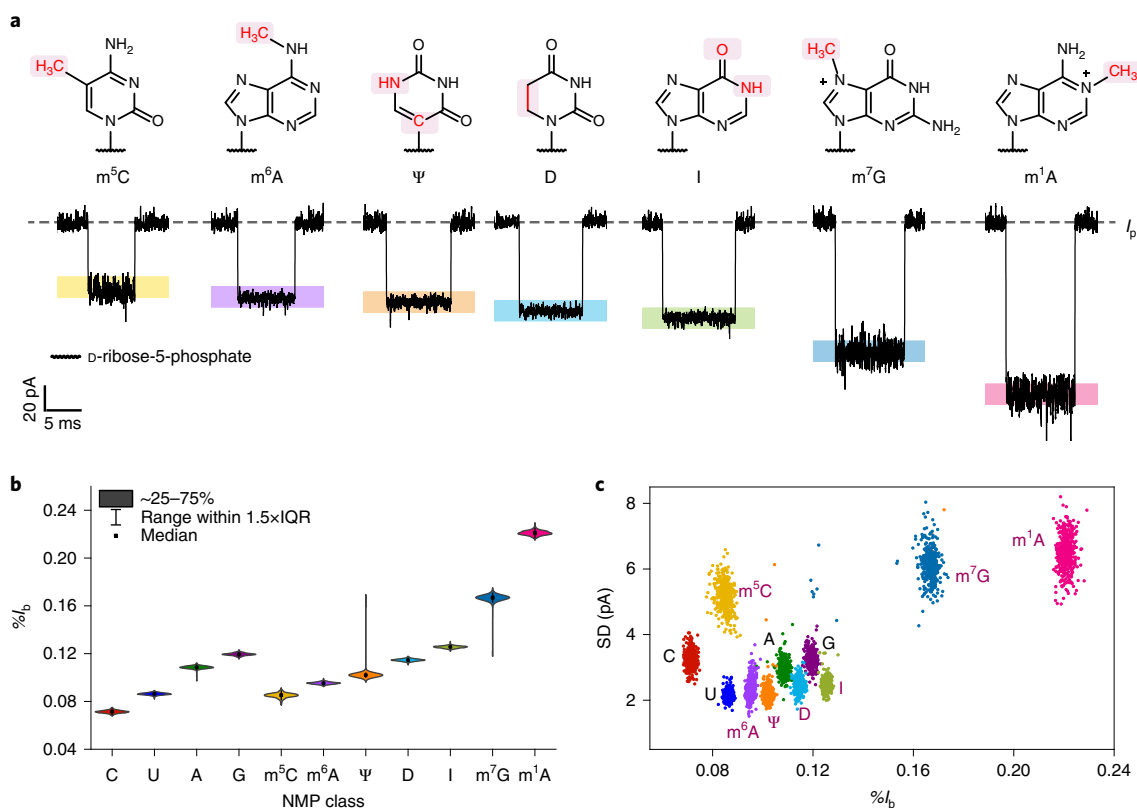 a
H₃C
NH₂
N
N
O
m⁵C
H₃C
NH
N
N
N
N
m⁶A
O
HN
NH
C
O
Ψ
O
NH
N
O
D
O
N
NH
N
N
I
H₃C
O
N
+
NH
N
N
NH₂
m⁷G
NH₂
+
CH₃
N
N
N
N
m¹A
Iₚ
D-ribose-5-phosphate
20 pA
5 ms
b
~25–75%
Range within 1.5×IQR
Median
%I_b
0.24
0.20
0.16
0.12
0.08
0.04
C U A G m⁵C m⁶A Ψ D I m⁷G m¹A
NMP class
c
SD (pA)
8
6
4
2
m¹A
m⁷G
m⁵C
A
G
C
U
I
D
Ψ
m⁶A
0.08 0.12 0.16 0.20 0.24
%I_b